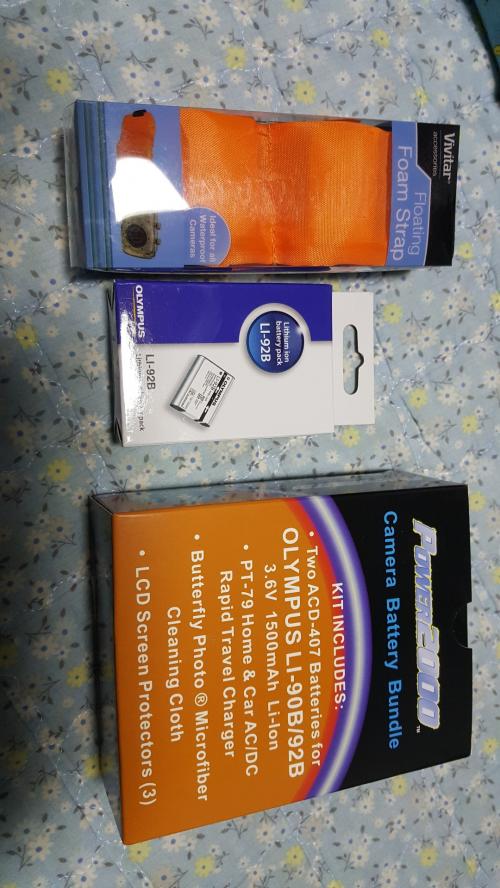 Vivitar
accessories
Floating
Foam Strap
Ideal for all
Waterproof
Cameras
OLYMPUS
Lithium ion
battery pack
LI-92B
LI-92B
pack
POWER2000™
Camera Battery Bundle
KIT INCLUDES:
• Two ACD-407 Batteries for
OLYMPUS LI-90B/92B
3.6V 1500mAh Li-Ion
• PT-79 Home & Car AC/DC
Rapid Travel Charger
• Butterfly Photo ® Microfiber
Cleaning Cloth
• LCD Screen Protectors (3)